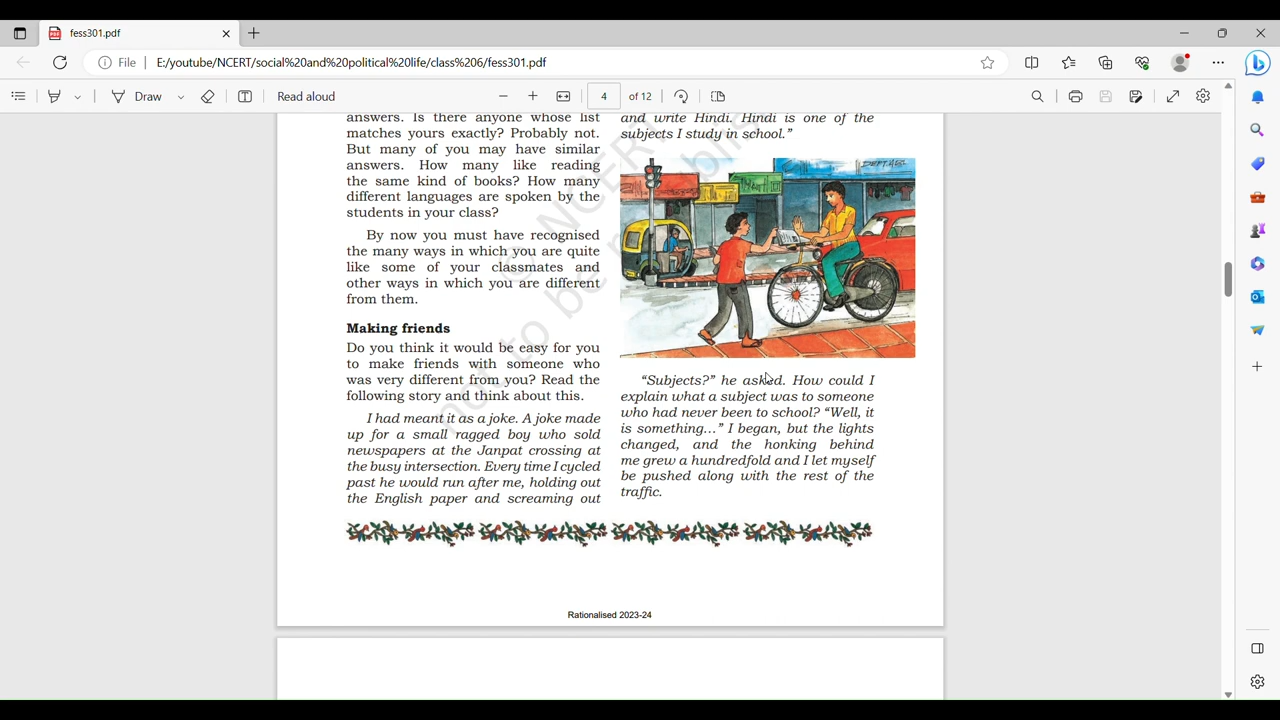 fess301.pdf
File
E:/youtube/NCERT/social%20and%20political%20life/class%206/fess301.pdf
Draw
Read aloud
4
of 12
answers. Is there anyone whose list
matches yours exactly? Probably not.
But many of you may have similar
answers. How many like reading
the same kind of books? How many
different languages are spoken by the
students in your class?
By now you must have recognised
the many ways in which you are quite
like some of your classmates and
other ways in which you are different
from them.
Making friends
Do you think it would be easy for you
to make friends with someone who
was very different from you? Read the
following story and think about this.
I had meant it as a joke. A joke made
up for a small ragged boy who sold
newspapers at the Janpat crossing at
the busy intersection. Every time I cycled
past he would run after me, holding out
the English paper and screaming out
and write Hindi. Hindi is one of the
subjects I study in school."
"Subjects?" he asked. How could I
explain what a subject was to someone
who had never been to school? "Well, it
is something..." I began, but the lights
changed, and the honking behind
me grew a hundredfold and I let myself
be pushed along with the rest of the
traffic.
Rationalised 2023-24